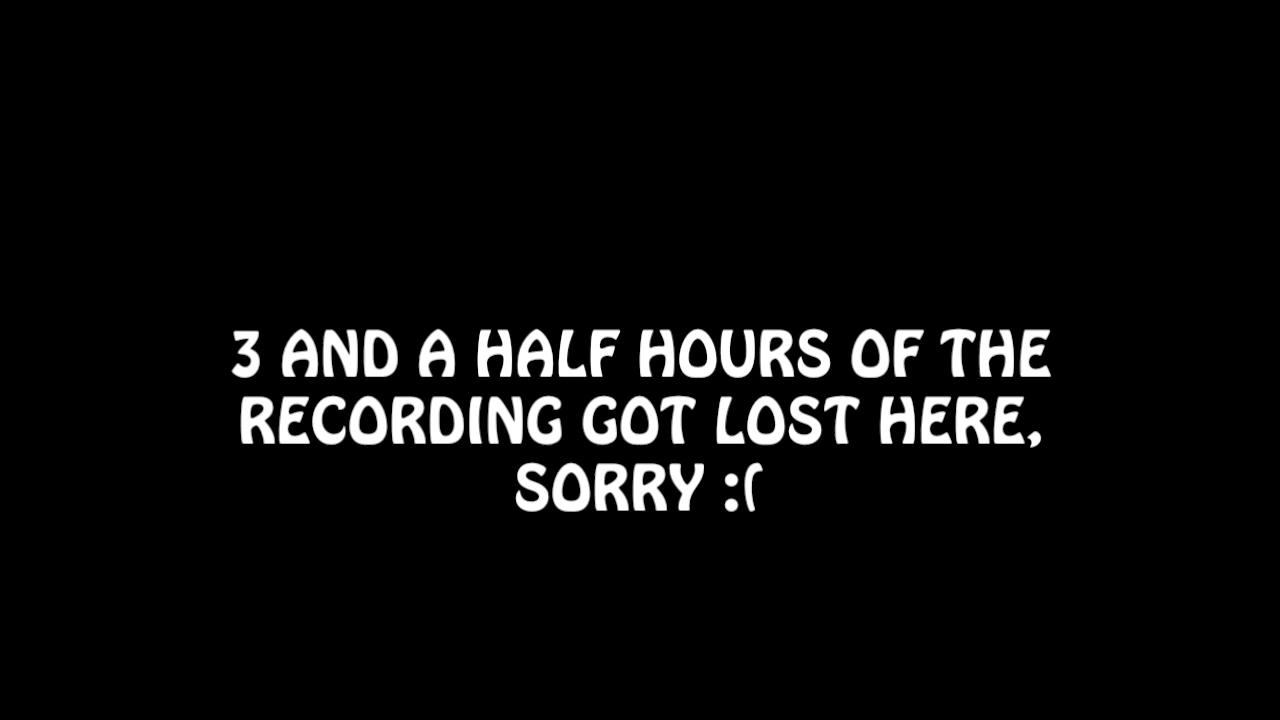 3 AND A HALF HOURS OF THE
RECORDING GOT LOST HERE,
SORRY :(